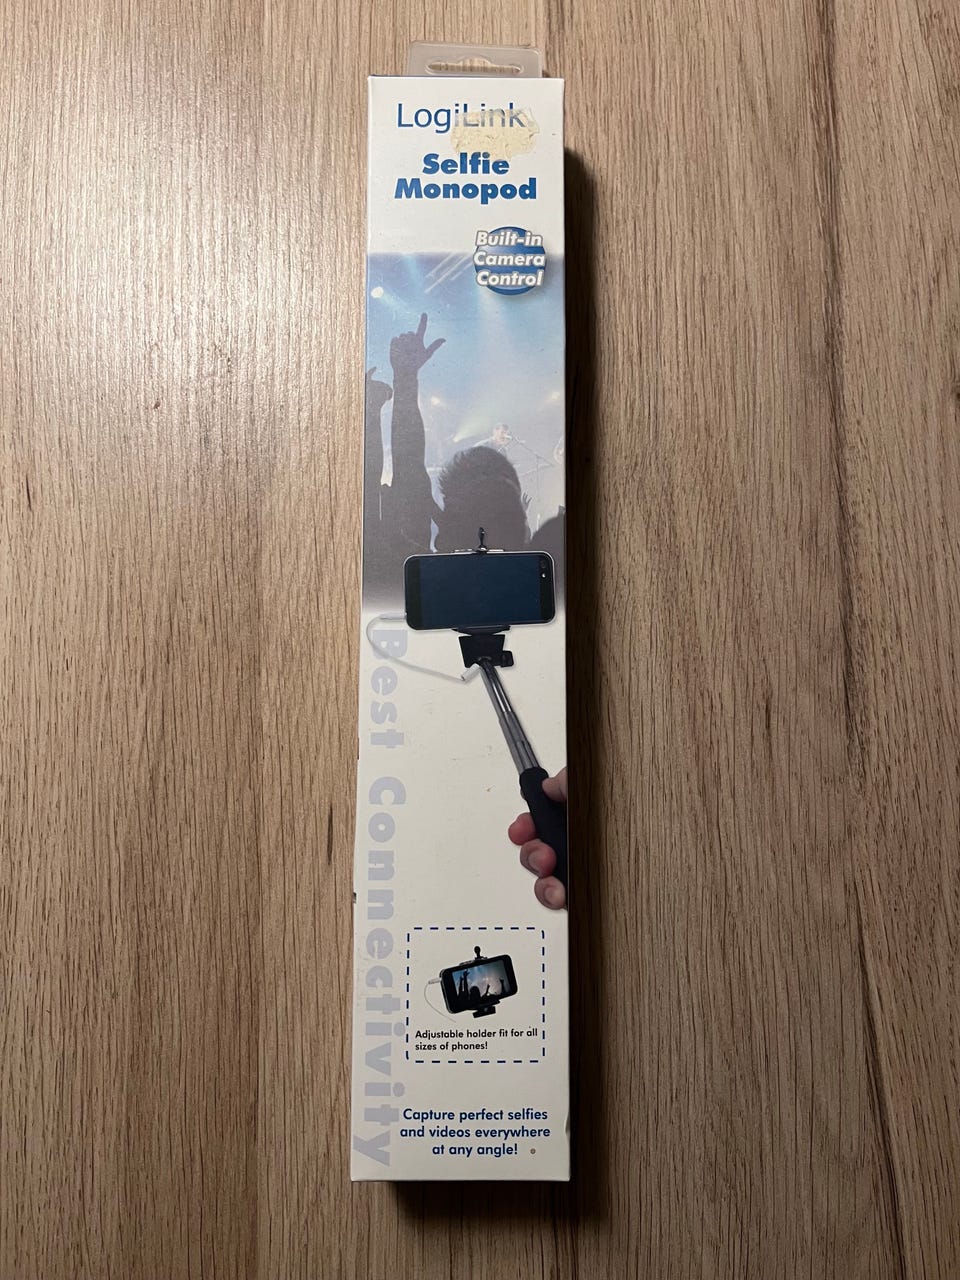 LogiLink
Selfie
Monopod
Built-in
Camera
Control
Best Connectivity
Adjustable holder fit for all
sizes of phones!
Capture perfect selfies
and videos everywhere
at any angle!